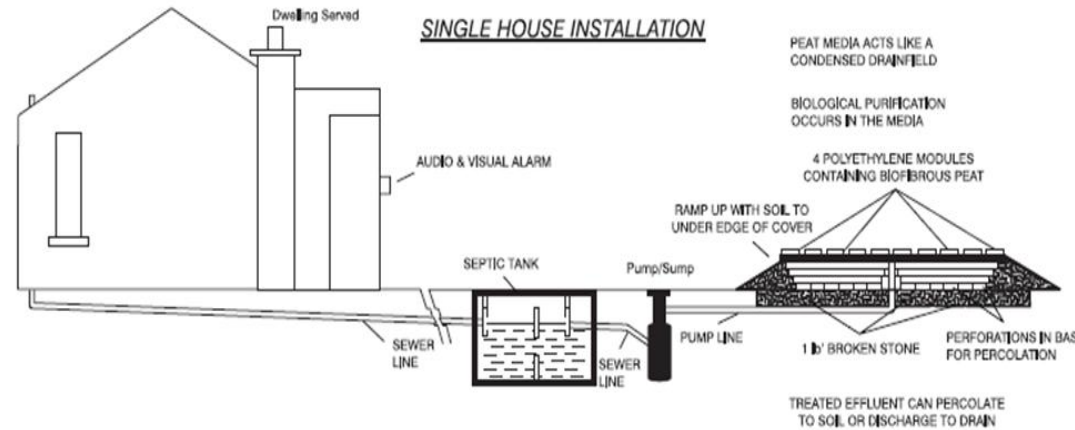 Dwelling Served
SINGLE HOUSE INSTALLATION
PEAT MEDIA ACTS LIKE A
CONDENSED DRAINFIELD
BIOLOGICAL PURIFICATION
OCCURS IN THE MEDIA
AUDIO & VISUAL ALARM
4 POLYETHYLENE MODULES
CONTAINING BIOFIBROUS PEAT
RAMP UP WITH SOIL TO
UNDER EDGE OF COVER
SEPTIC TANK
Pump/Sump
SEWER
LINE
SEWER
LINE
PUMP LINE
1 lb' BROKEN STONE
PERFORATIONS IN BAS
FOR PERCOLATION
TREATED EFFLUENT CAN PERCOLATE
TO SOIL OR DISCHARGE TO DRAIN